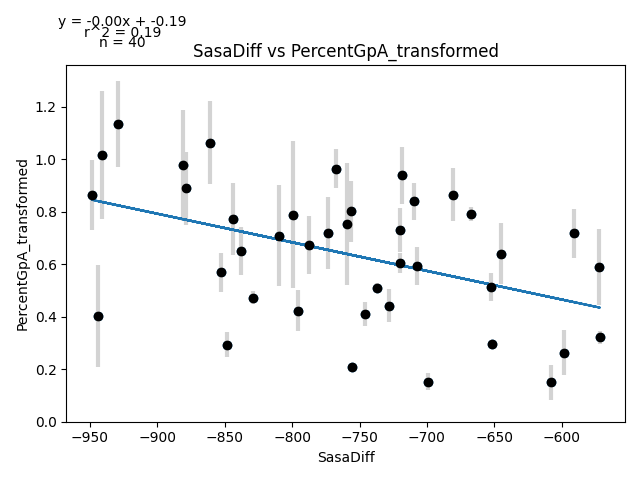 y = -0.00x + -0.19
r^2 = 0.19
n = 40
SasaDiff vs PercentGpA_transformed
PercentGpA_transformed
1.2
1.0
0.8
0.6
0.4
0.2
0.0
−950 −900 −850 −800 −750 −700 −650 −600
SasaDiff